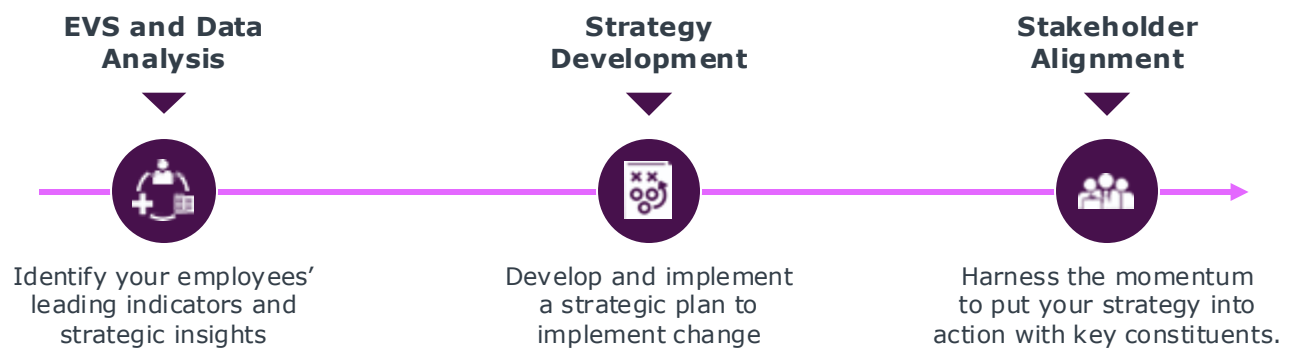 EVS and Data
Analysis
Identify your employees’
leading indicators and
strategic insights
Strategy
Development
Develop and implement
a strategic plan to
implement change
Stakeholder
Alignment
Harness the momentum
to put your strategy into
action with key constituents.